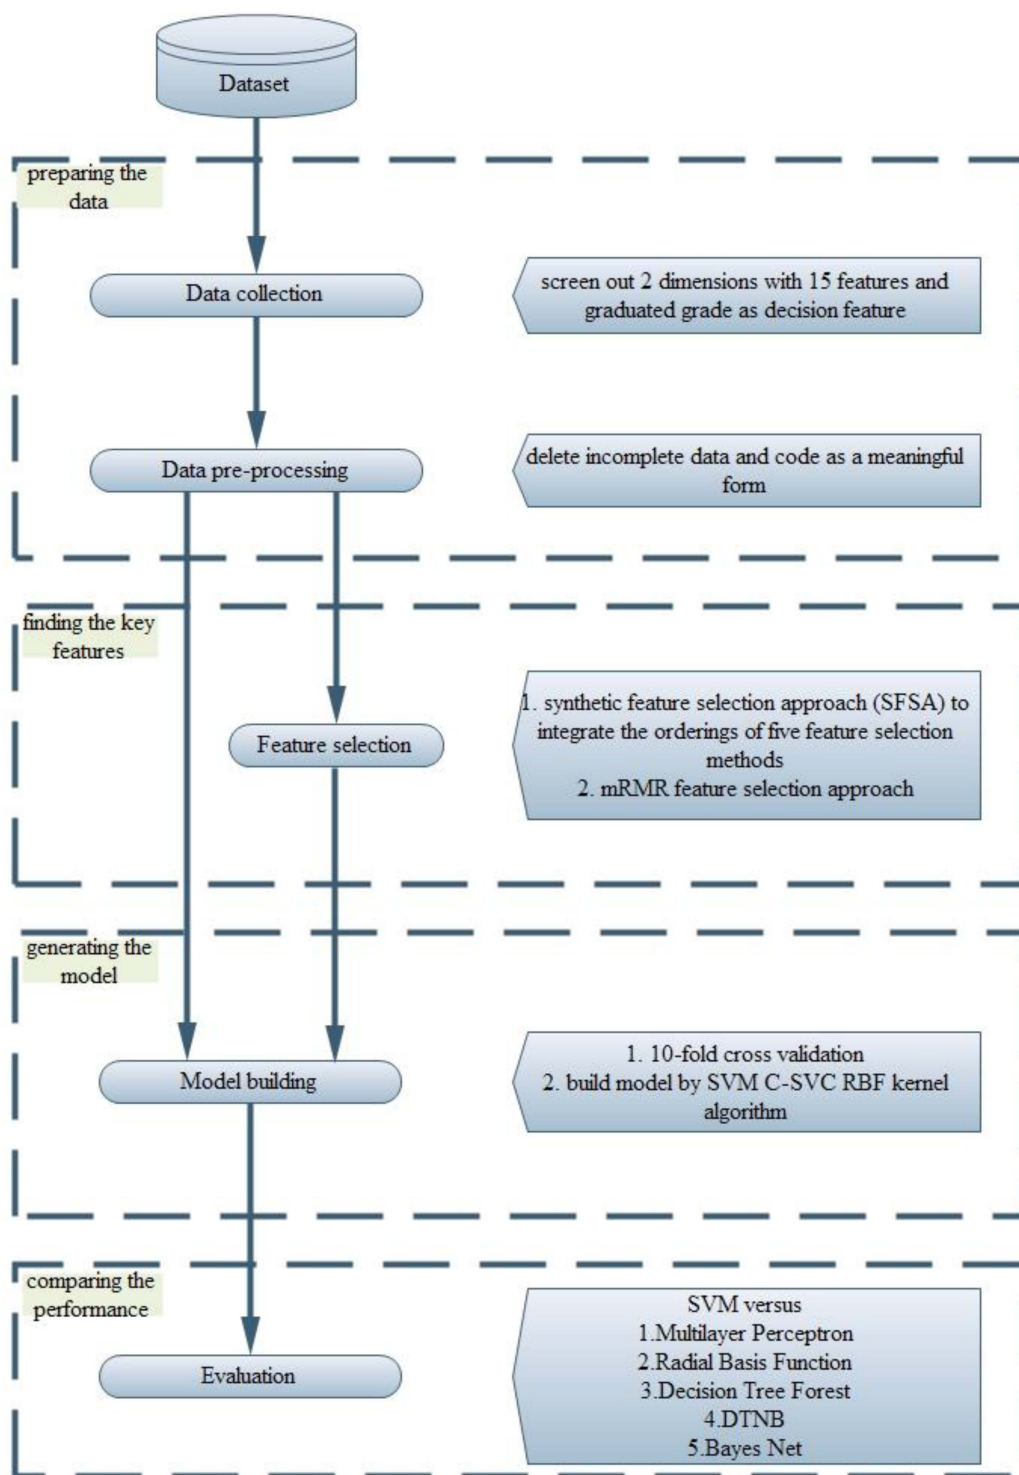 Dataset
preparing the
data
Data collection
screen out 2 dimensions with 15 features and
graduated grade as decision feature
Data pre-processing
delete incomplete data and code as a meaningful
form
finding the key
features
Feature selection
1. synthetic feature selection approach (SFSA) to
integrate the orderings of five feature selection
methods
2. mRMR feature selection approach
generating the
model
Model building
1. 10-fold cross validation
2. build model by SVM C-SVC RBF kernel
algorithm
comparing the
performance
Evaluation
SVM versus
1.Multilayer Perceptron
2.Radial Basis Function
3.Decision Tree Forest
4.DTNB
5.Bayes Net